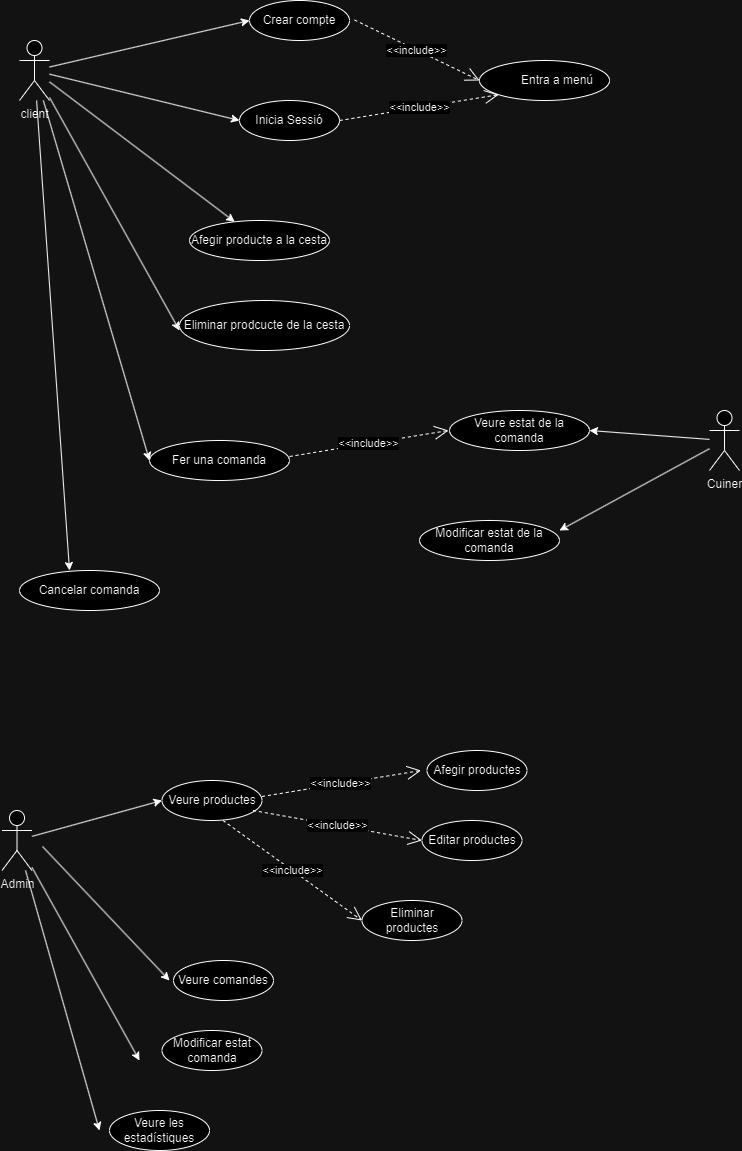 Crear compte
<<include>>
Entra a menú
client
<<include>>
Inicia Sessió
Afegir producte a la cesta
Eliminar prodcucte de la cesta
Veure estat de la
comanda
<<include>>
Fer una comanda
Cuiner
Modificar estat de la
comanda
Cancelar comanda
Afegir productes
<<include>>
Veure productes
<<include>>
Editar productes
<<include>>
Admin
Eliminar
productes
Veure comandes
Modificar estat
comanda
Veure les
estadístiques